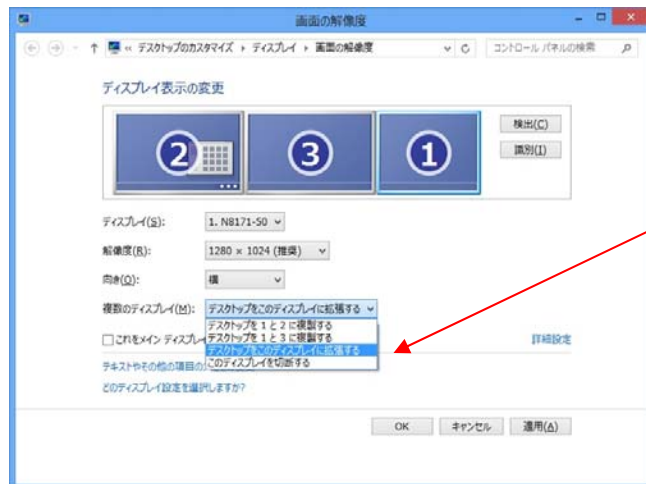 画面の解像度
« デスクトップのカスタマイズ ▸ ディスプレイ ▸ 画面の解像度
コントロール パネルの検索
ディスプレイ表示の変更
2
3
1
検出(C)
識別(I)
ディスプレイ(S): 1. N8171-50
解像度(R): 1280 × 1024 (推奨)
向き(O): 横
複数のディスプレイ(M): デスクトップをこのディスプレイに拡張する
デスクトップを 1 と 2 に複製する
デスクトップを 1 と 3 に複製する
デスクトップをこのディスプレイに拡張する
このディスプレイを切断する
これをメイン ディスプレイ
詳細設定
テキストやその他の項目の
どのディスプレイ設定を選択しますか?
OK キャンセル 適用(A)